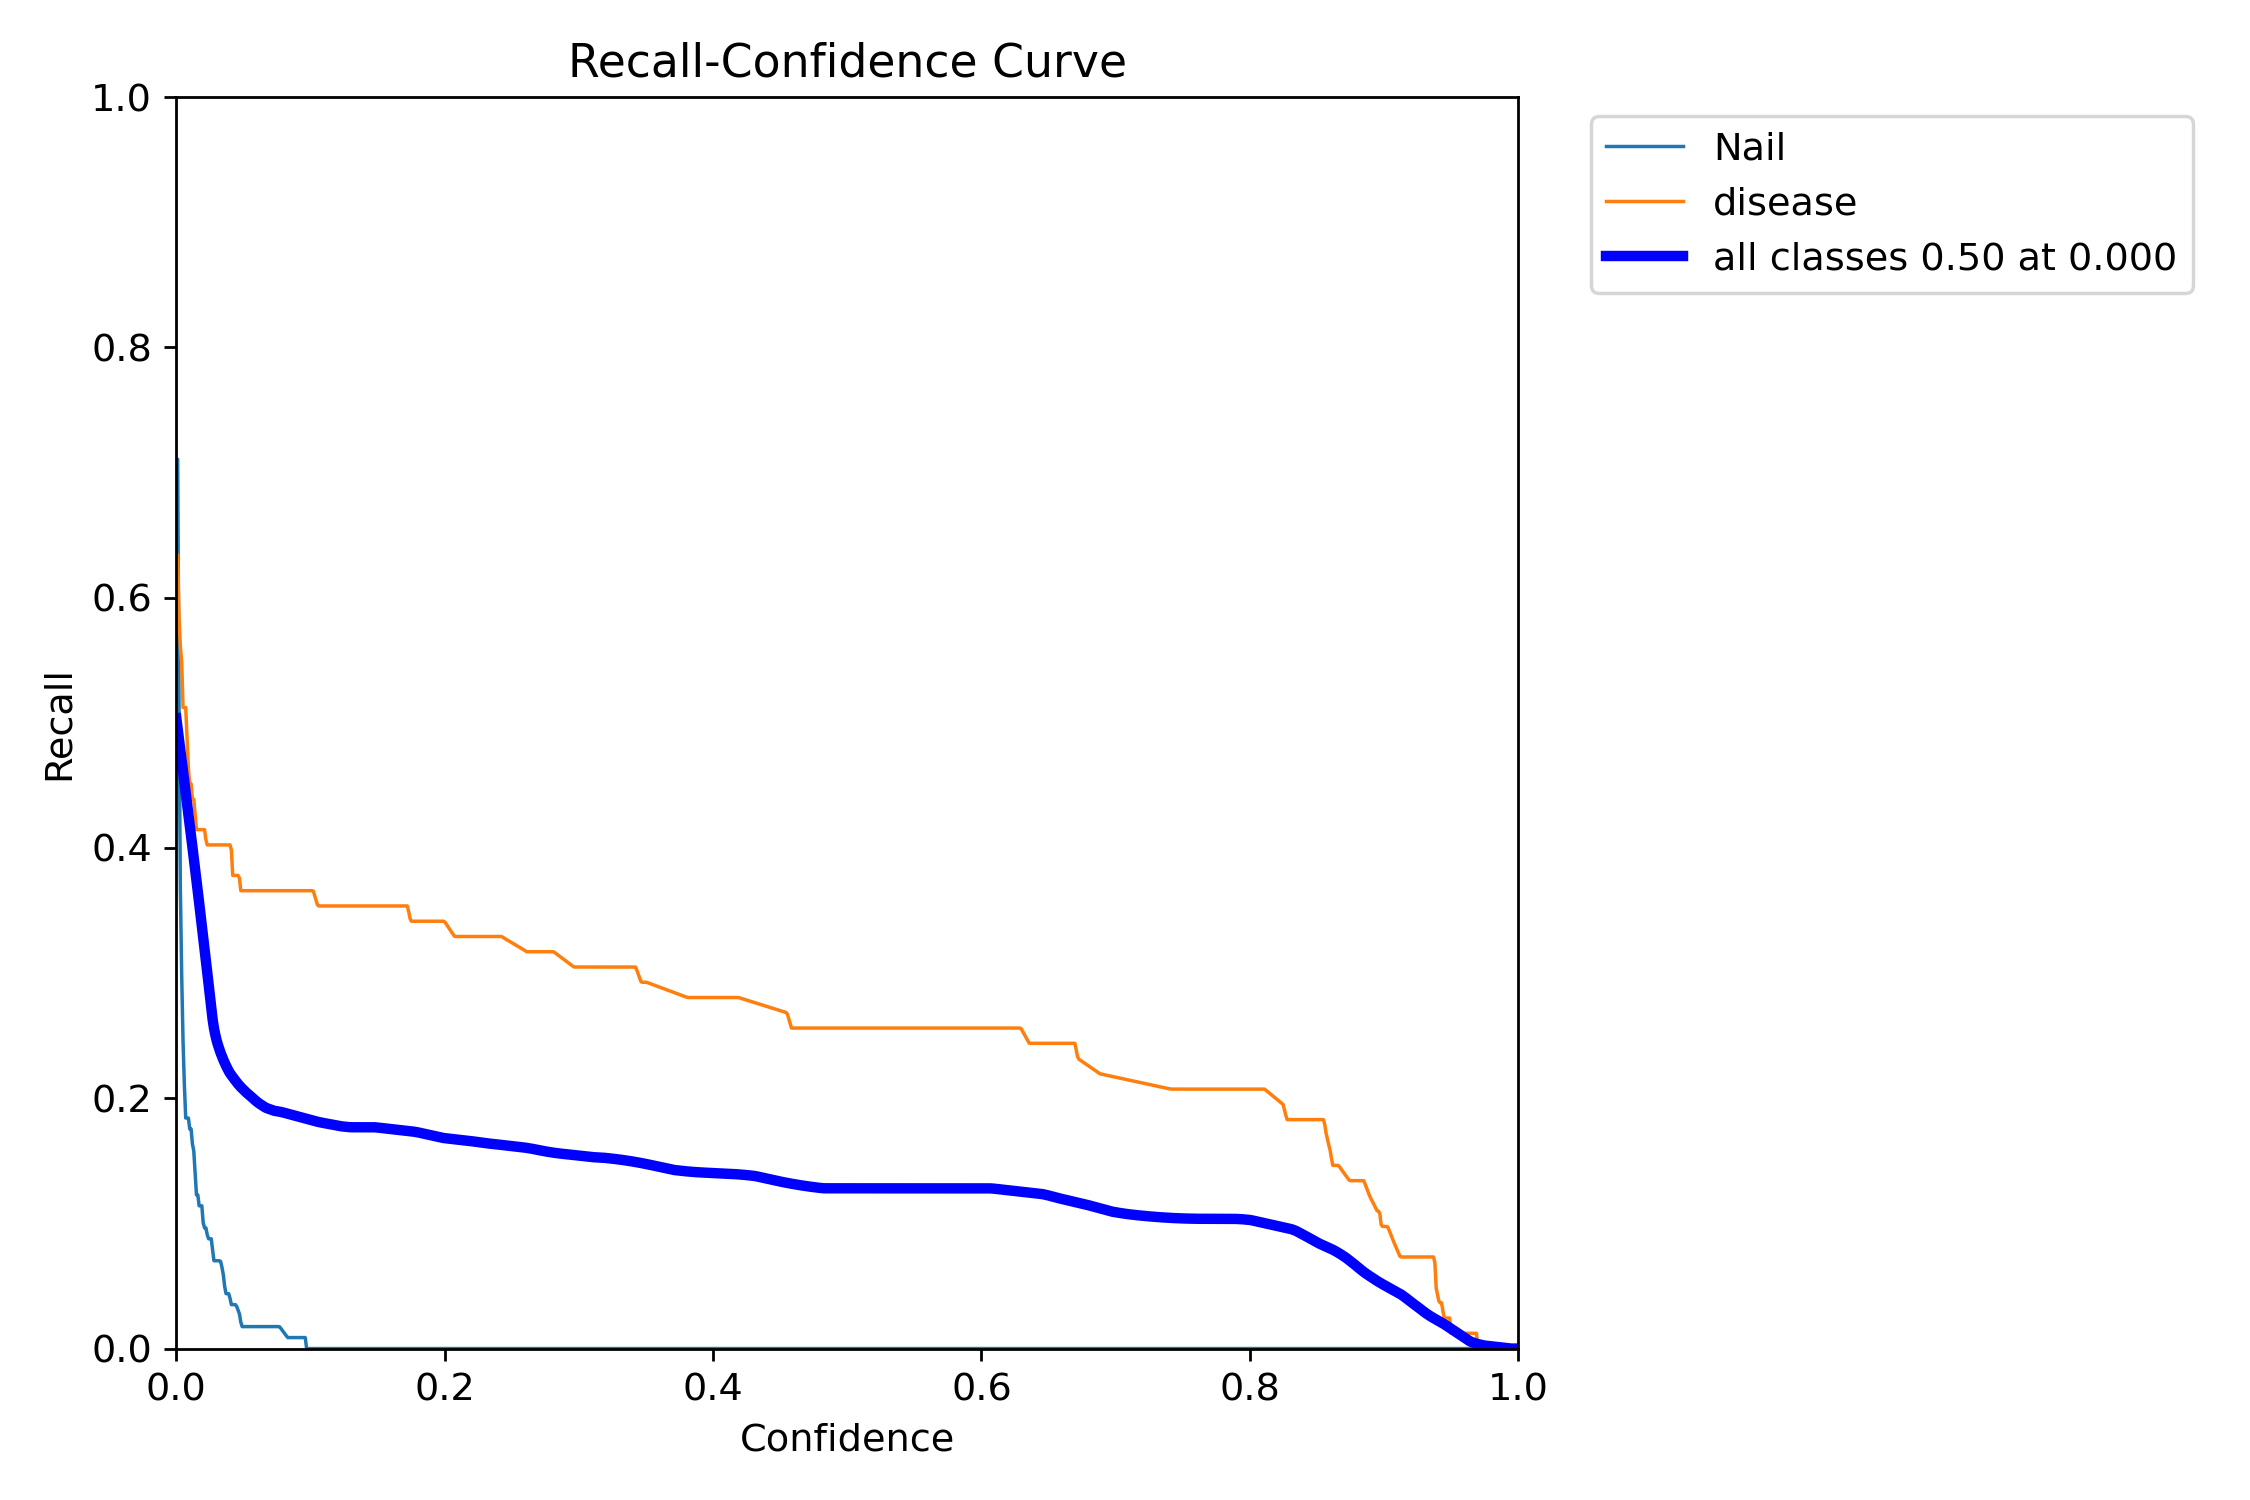 Recall-Confidence Curve
1.0
0.8
0.6
0.4
0.2
0.0
Recall
0.0 0.2 0.4 0.6 0.8 1.0
Confidence
Nail
disease
all classes 0.50 at 0.000